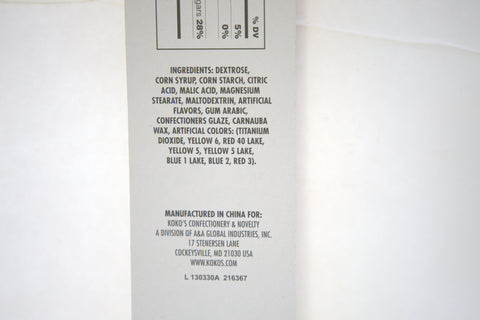 % DV
5%
0%
gars 28%
INGREDIENTS: DEXTROSE,
CORN SYRUP, CORN STARCH, CITRIC
ACID, MALIC ACID, MAGNESIUM
STEARATE, MALTODEXTRIN, ARTIFICIAL
FLAVORS, GUM ARABIC,
CONFECTIONERS GLAZE, CARNAUBA
WAX, ARTIFICIAL COLORS: (TITANIUM
DIOXIDE, YELLOW 6, RED 40 LAKE,
YELLOW 5, YELLOW 5 LAKE,
BLUE 1 LAKE, BLUE 2, RED 3).
MANUFACTURED IN CHINA FOR:
KOKO'S CONFECTIONERY & NOVELTY
A DIVISION OF A&A GLOBAL INDUSTRIES, INC.
17 STENERSEN LANE
COCKEYSVILLE, MD 21030 USA
WWW.KOKOS.COM
L 130330A 216367